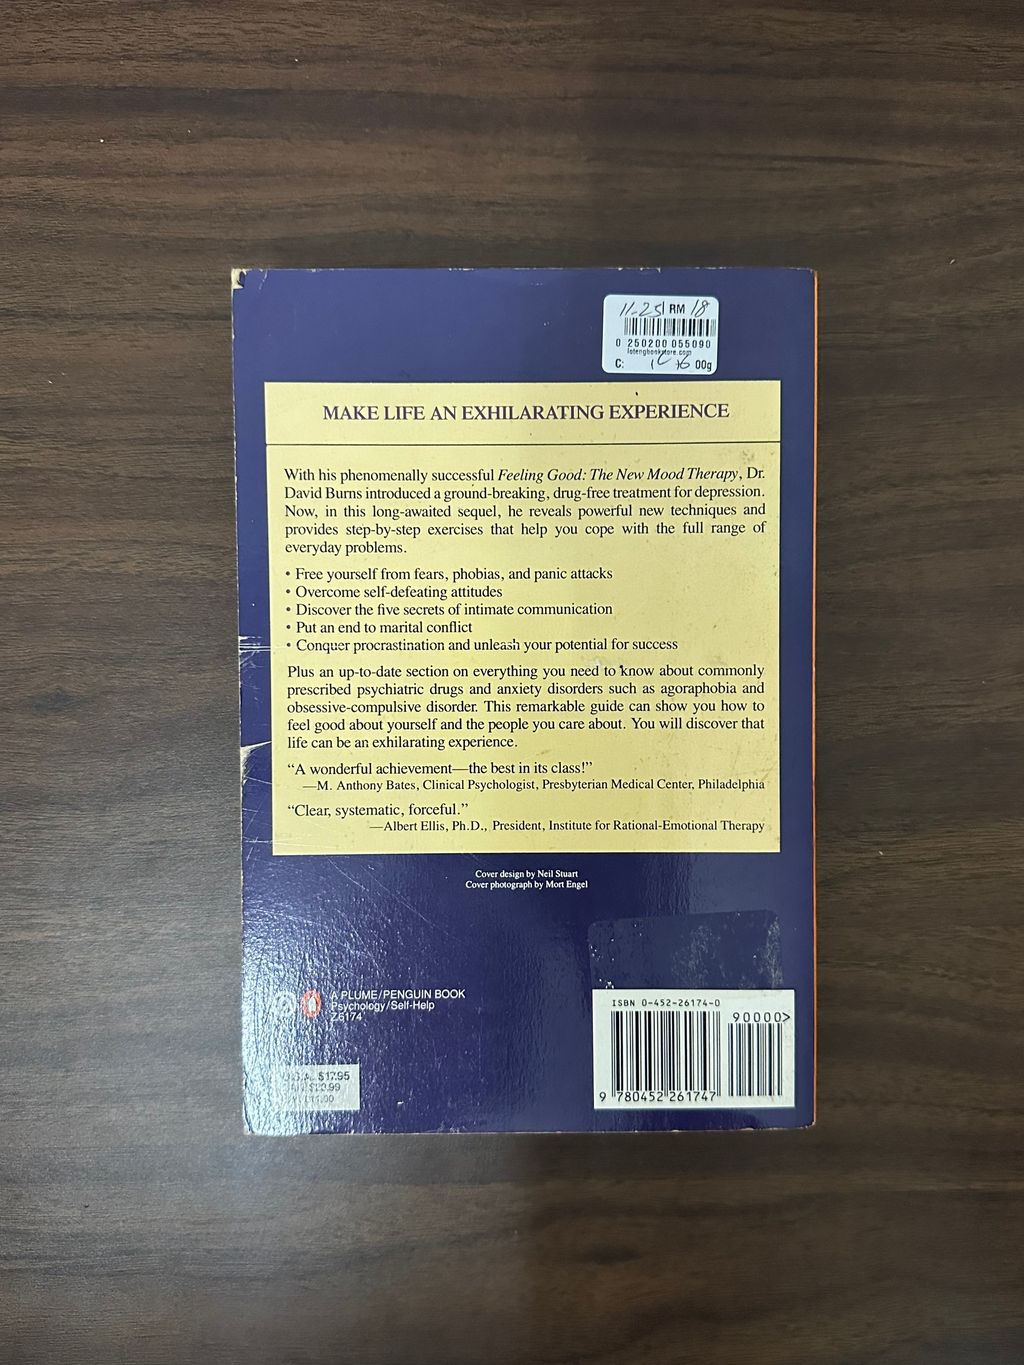 11-25 RM 18
0 250200 055090
lotengbookstore.com
C: 00g
MAKE LIFE AN EXHILARATING EXPERIENCE
With his phenomenally successful Feeling Good: The New Mood Therapy, Dr.
David Burns introduced a ground-breaking, drug-free treatment for depression.
Now, in this long-awaited sequel, he reveals powerful new techniques and
provides step-by-step exercises that help you cope with the full range of
everyday problems.
• Free yourself from fears, phobias, and panic attacks
• Overcome self-defeating attitudes
• Discover the five secrets of intimate communication
• Put an end to marital conflict
• Conquer procrastination and unleash your potential for success
Plus an up-to-date section on everything you need to know about commonly
prescribed psychiatric drugs and anxiety disorders such as agoraphobia and
obsessive-compulsive disorder. This remarkable guide can show you how to
feel good about yourself and the people you care about. You will discover that
life can be an exhilarating experience.
“A wonderful achievement—the best in its class!”
—M. Anthony Bates, Clinical Psychologist, Presbyterian Medical Center, Philadelphia
“Clear, systematic, forceful.”
—Albert Ellis, Ph.D., President, Institute for Rational-Emotional Therapy
Cover design by Neil Stuart
Cover photograph by Mort Engel
A PLUME/PENGUIN BOOK
Psychology/Self-Help
Z6174
$17.95
ISBN 0-452-26174-0
90000>
9 780452 261747